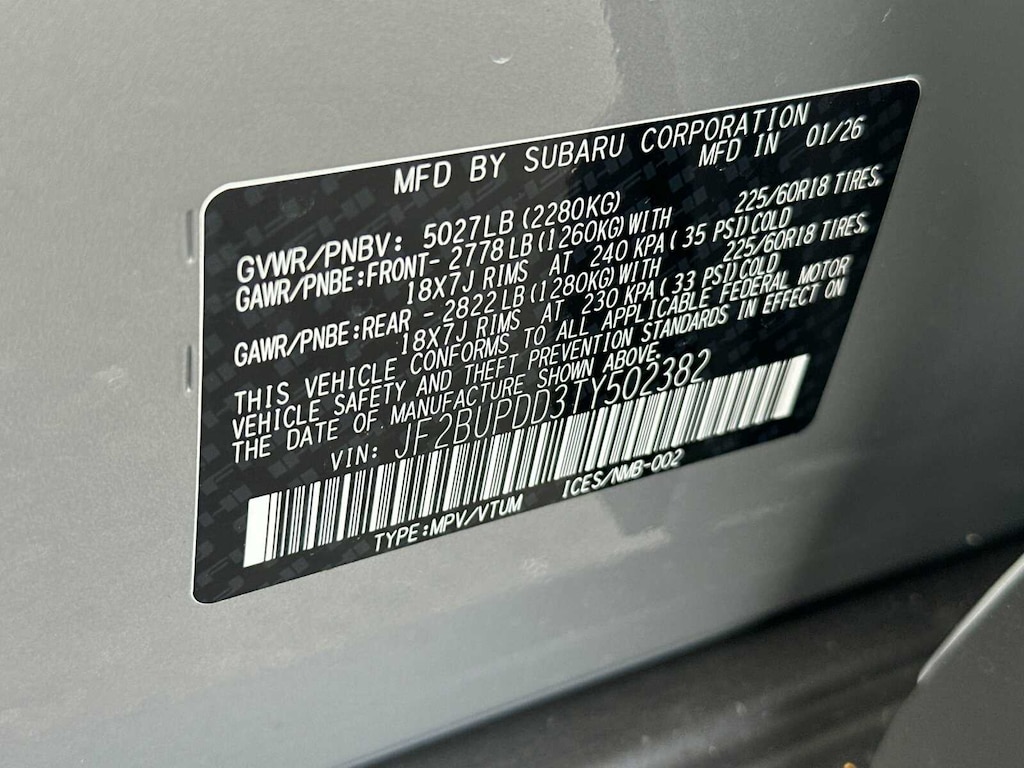 MFD BY SUBARU CORPORATION
MFD IN 01/26
GVWR/PNBV: 5027LB (2280KG)
GAWR/PNBE:FRONT- 2778LB(1260KG)WITH 225/60R18 TIRES,
18X7J RIMS AT 240 KPA( 35 PSI)COLD
GAWR/PNBE:REAR - 2822LB(1280KG)WITH 225/60R18 TIRES,
18X7J RIMS AT 230 KPA( 33 PSI)COLD
THIS VEHICLE CONFORMS TO ALL APPLICABLE FEDERAL MOTOR
VEHICLE SAFETY AND THEFT PREVENTION STANDARDS IN EFFECT ON
THE DATE OF MANUFACTURE SHOWN ABOVE.
VIN: JF2BUPDD3TY502382
TYPE:MPV/VTUM ICES/NMB-002